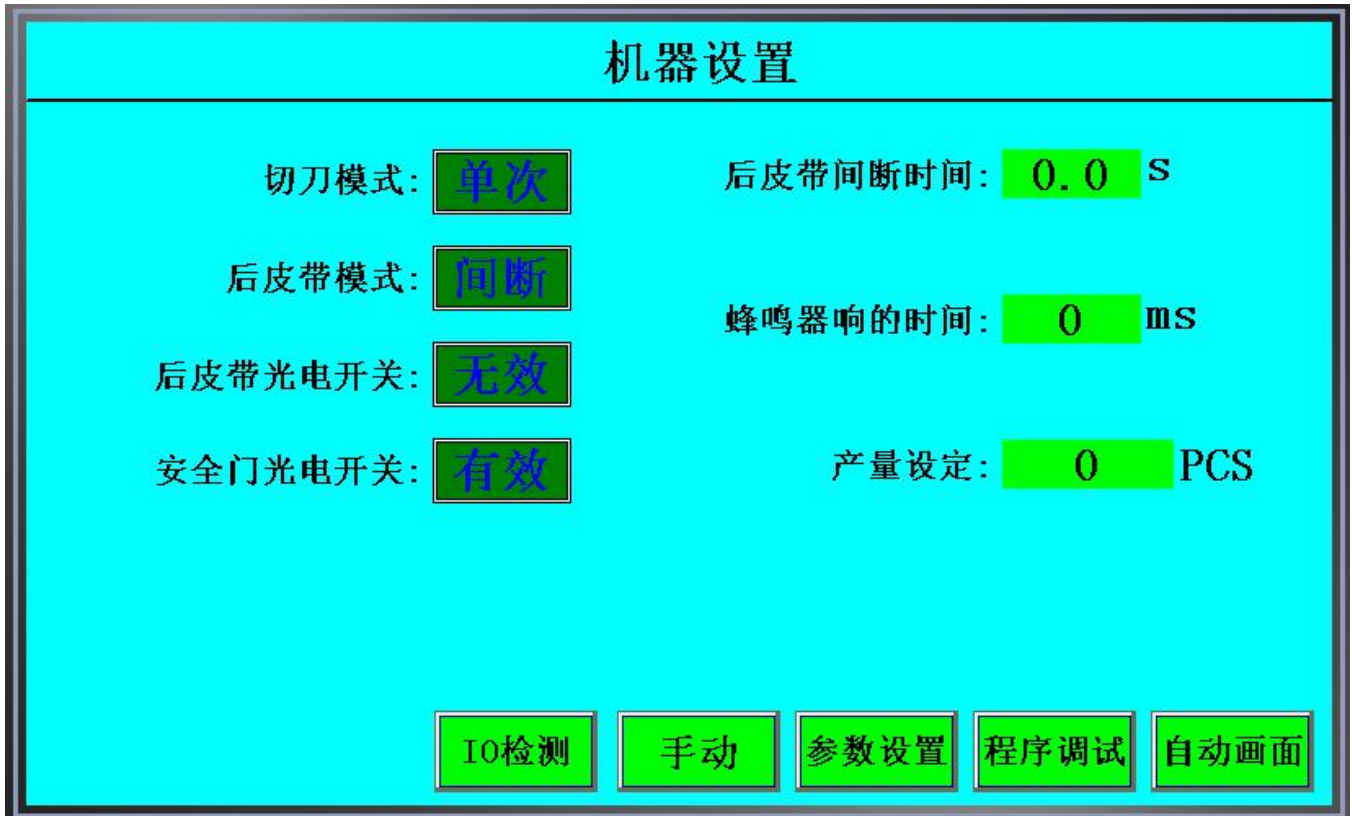 机器设置
切刀模式: 单次
后皮带间断时间: 0.0 S
后皮带模式: 间断
蜂鸣器响的时间: 0 ms
后皮带光电开关: 无效
安全门光电开关: 有效
产量设定: 0 PCS
IO检测 手动 参数设置 程序调试 自动画面